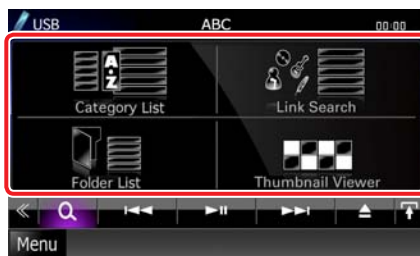 USB ABC 00:00
A
Z
Category List Link Search
Folder List Thumbnail Viewer
Menu